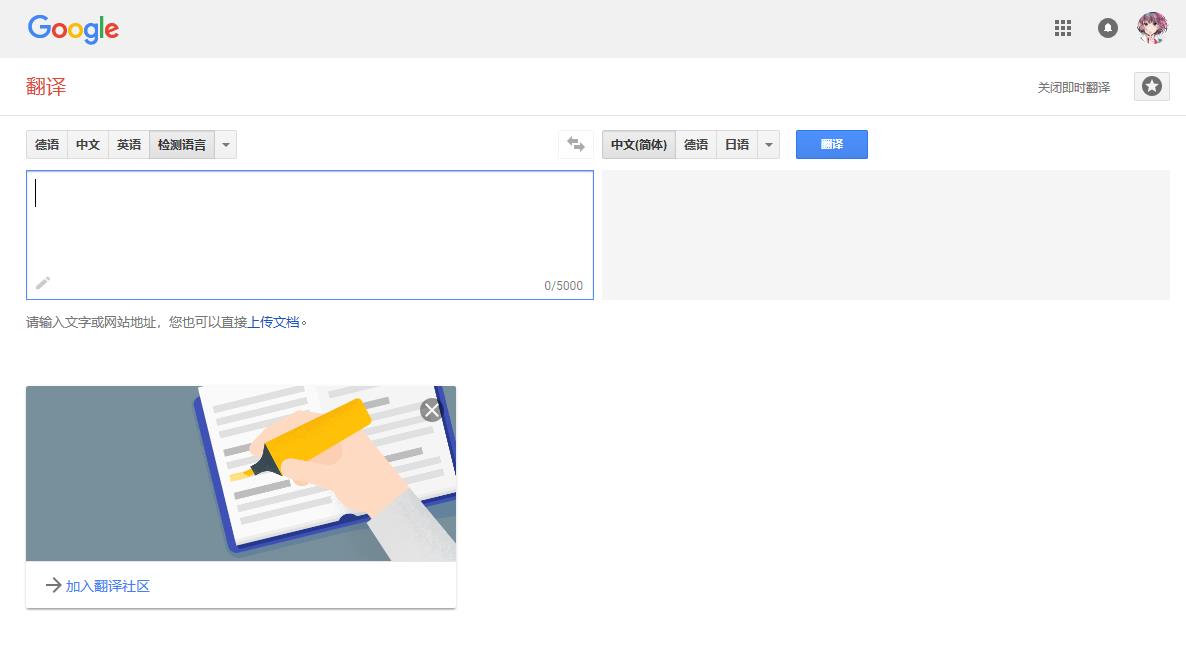 Google
翻译
关闭即时翻译
德语 中文 英语 检测语言
中文(简体) 德语 日语
翻译
0/5000
请输入文字或网站地址，您也可以直接上传文档。
加入翻译社区